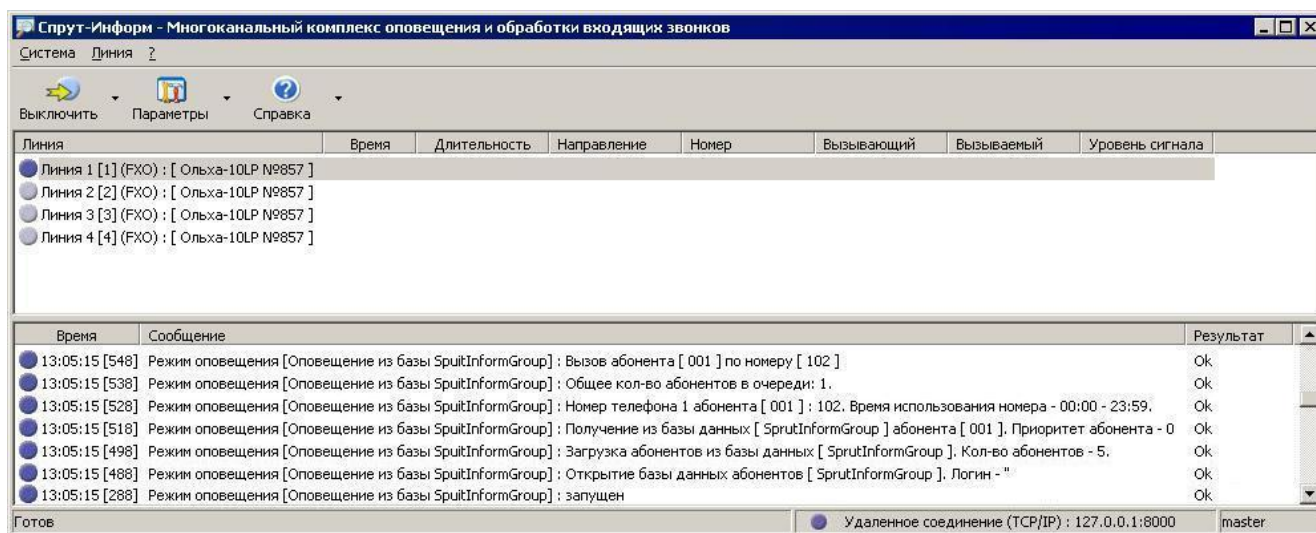 Спрут-Информ - Многоканальный комплекс оповещения и обработки входящих звонков
Система Линия ?
Выключить Параметры Справка
Линия Время Длительность Направление Номер Вызывающий Вызываемый Уровень сигнала
Линия 1 [1] (FXO) : [ Ольха-10LP №857 ]
Линия 2 [2] (FXO) : [ Ольха-10LP №857 ]
Линия 3 [3] (FXO) : [ Ольха-10LP №857 ]
Линия 4 [4] (FXO) : [ Ольха-10LP №857 ]
Время Сообщение Результат
13:05:15 [548] Режим оповещения [Оповещение из базы SpuitInformGroup] : Вызов абонента [ 001 ] по номеру [ 102 ] Ok
13:05:15 [538] Режим оповещения [Оповещение из базы SpuitInformGroup] : Общее кол-во абонентов в очереди: 1. Ok
13:05:15 [528] Режим оповещения [Оповещение из базы SpuitInformGroup] : Номер телефона 1 абонента [ 001 ] : 102. Время использования номера - 00:00 - 23:59. Ok
13:05:15 [518] Режим оповещения [Оповещение из базы SpuitInformGroup] : Получение из базы данных [ SprutInformGroup ] абонента [ 001 ]. Приоритет абонента - 0 Ok
13:05:15 [498] Режим оповещения [Оповещение из базы SpuitInformGroup] : Загрузка абонентов из базы данных [ SprutInformGroup ]. Кол-во абонентов - 5. Ok
13:05:15 [488] Режим оповещения [Оповещение из базы SpuitInformGroup] : Открытие базы данных абонентов [ SprutInformGroup ]. Логин - " Ok
13:05:15 [288] Режим оповещения [Оповещение из базы SpuitInformGroup] : запущен Ok
Готов Удаленное соединение (TCP/IP) : 127.0.0.1:8000 master